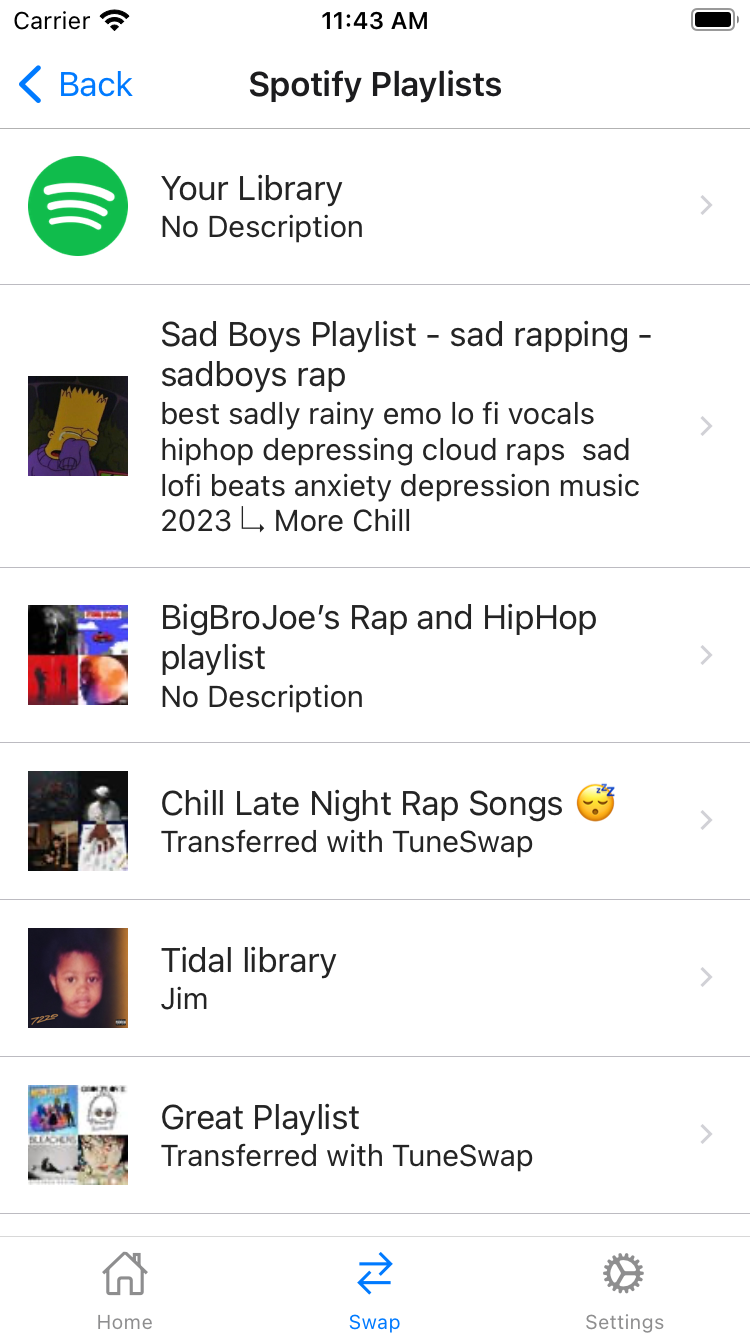 Carrier 11:43 AM
Back Spotify Playlists
Your Library
No Description
Sad Boys Playlist - sad rapping -
sadboys rap
best sadly rainy emo lo fi vocals
hiphop depressing cloud raps  sad
lofi beats anxiety depression music
2023 ↳ More Chill
BigBroJoe’s Rap and HipHop
playlist
No Description
Chill Late Night Rap Songs 😴
Transferred with TuneSwap
7220
Tidal library
Jim
BLEACHERS
Great Playlist
Transferred with TuneSwap
Home Swap Settings